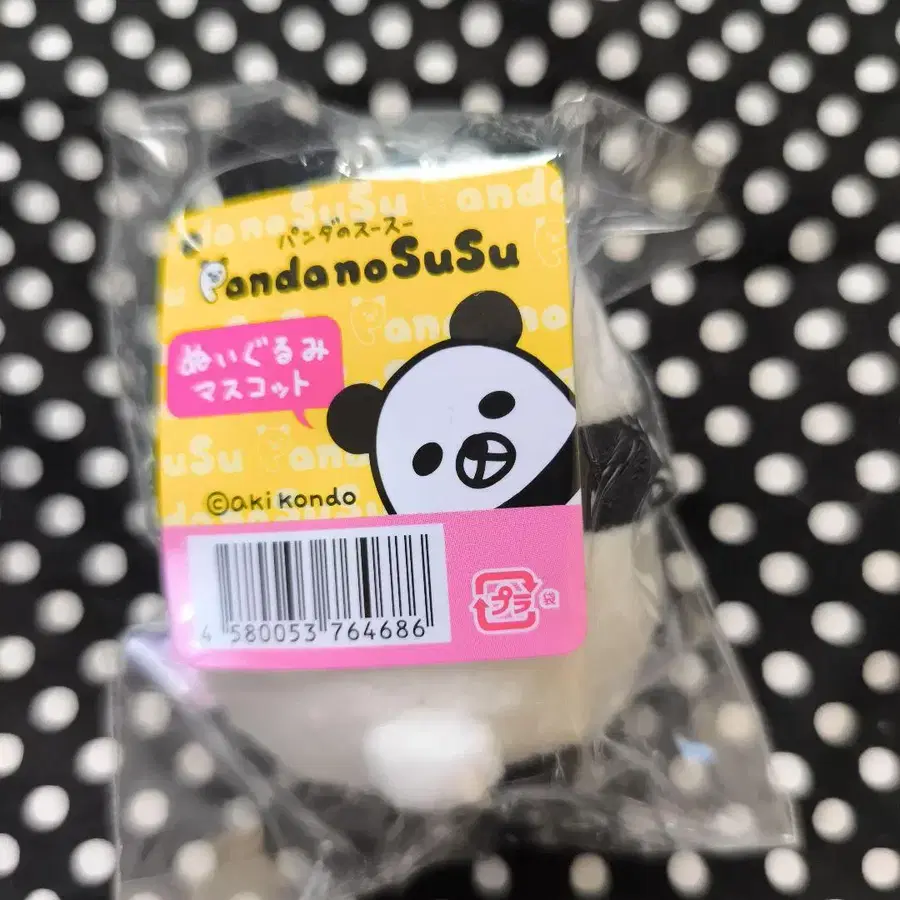 パンダのスースー
PandanoSuSu
ぬいぐるみ
マスコット
©aki kondo
4 580053 764686
プラ
袋